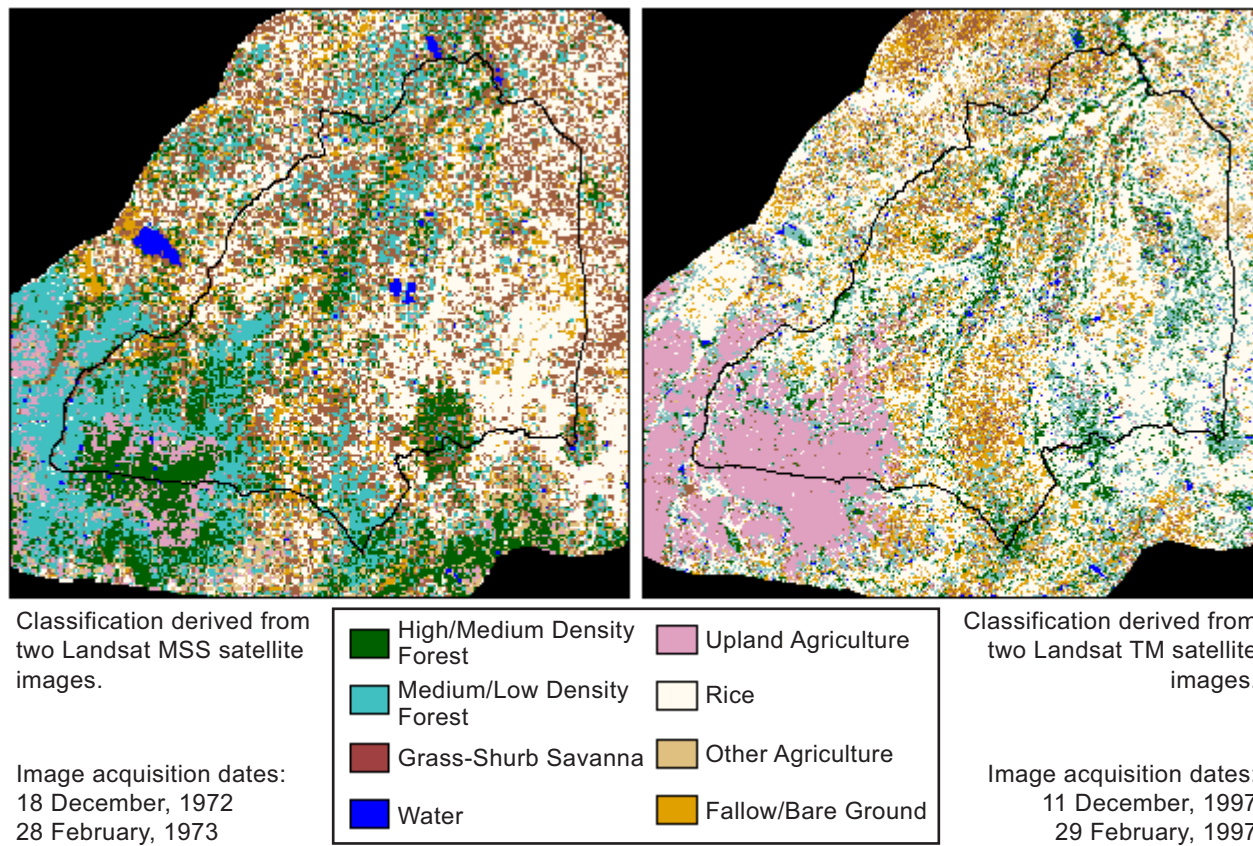 Classification derived from
two Landsat MSS satellite
images.
Image acquisition dates:
18 December, 1972
28 February, 1973
High/Medium Density
Forest
Medium/Low Density
Forest
Grass-Shurb Savanna
Water
Upland Agriculture
Rice
Other Agriculture
Fallow/Bare Ground
Classification derived from
two Landsat TM satellite
images.
Image acquisition dates:
11 December, 1997
29 February, 1997